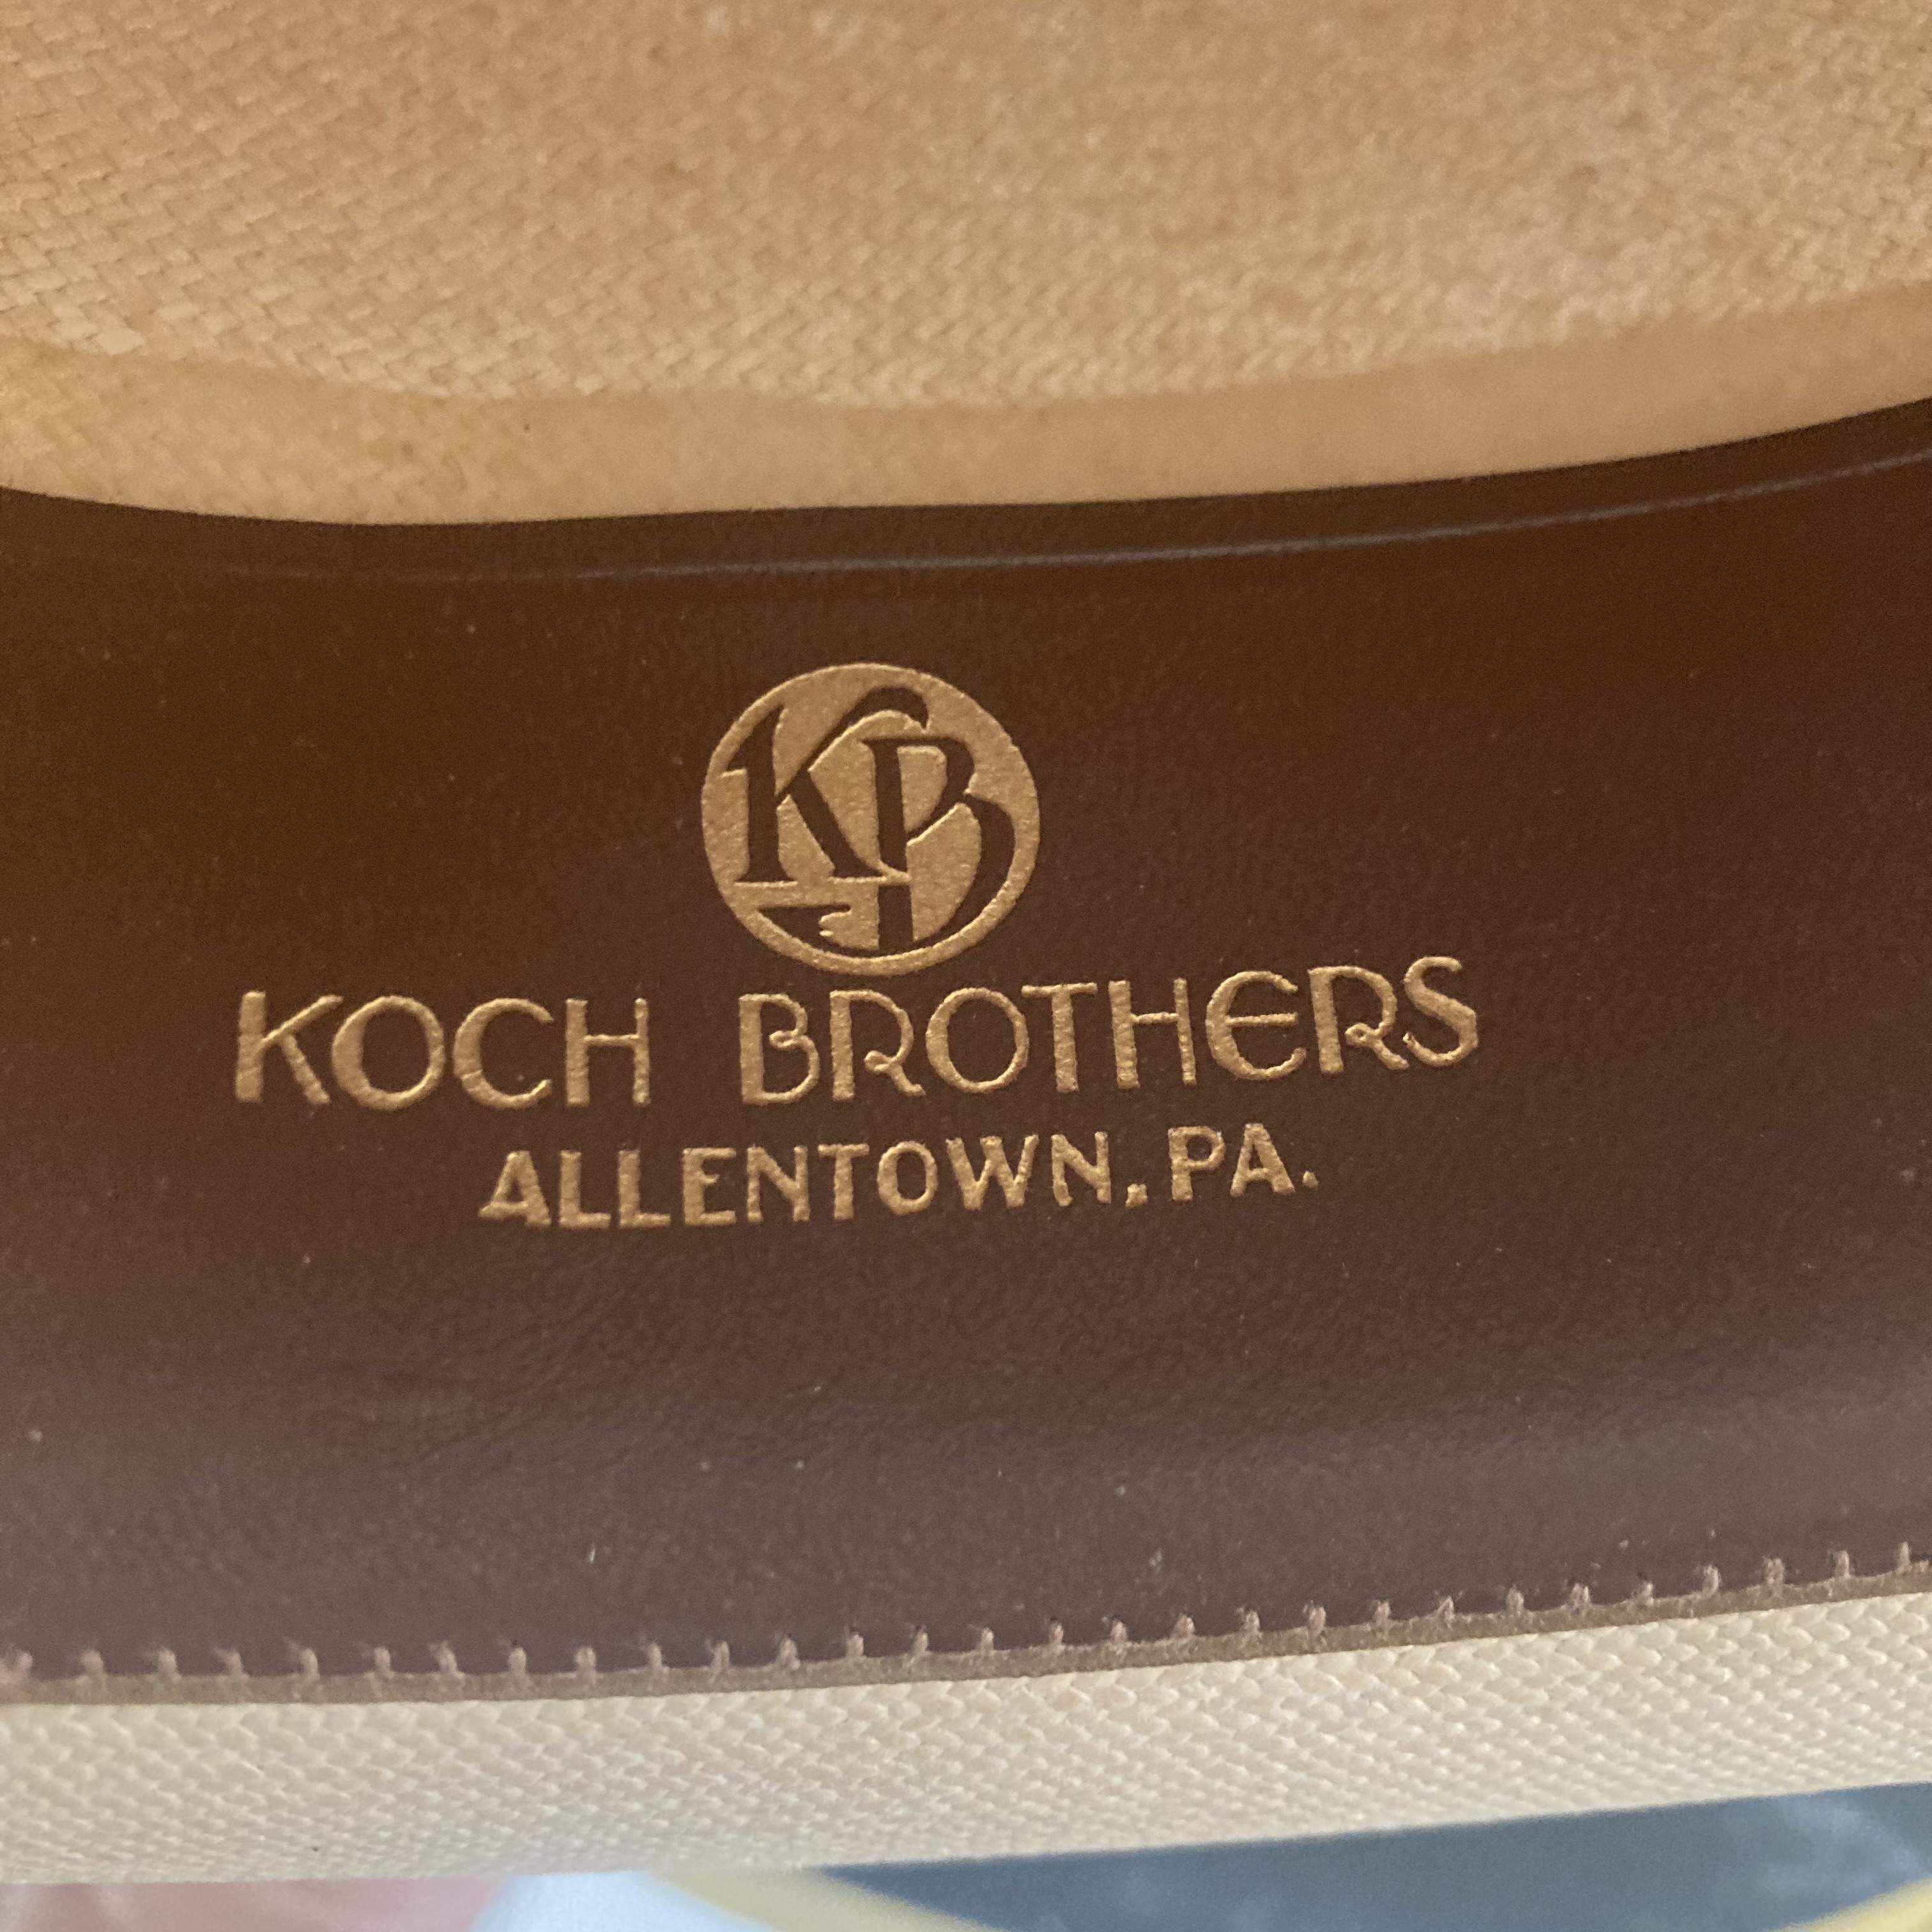 KB
KOCH BROTHERS
ALLENTOWN, PA.